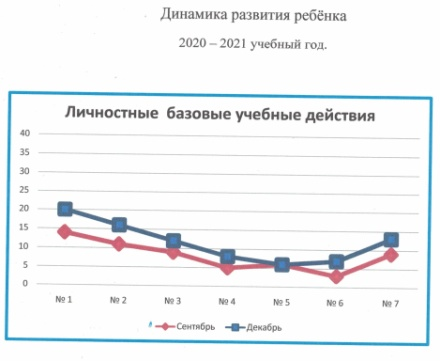 Динамика развития ребёнка
2020 – 2021 учебный год.
Личностные базовые учебные действия
40
35
30
25
20
15
10
5
0
№ 1 № 2 № 3 № 4 № 5 № 6 № 7
Сентябрь Декабрь